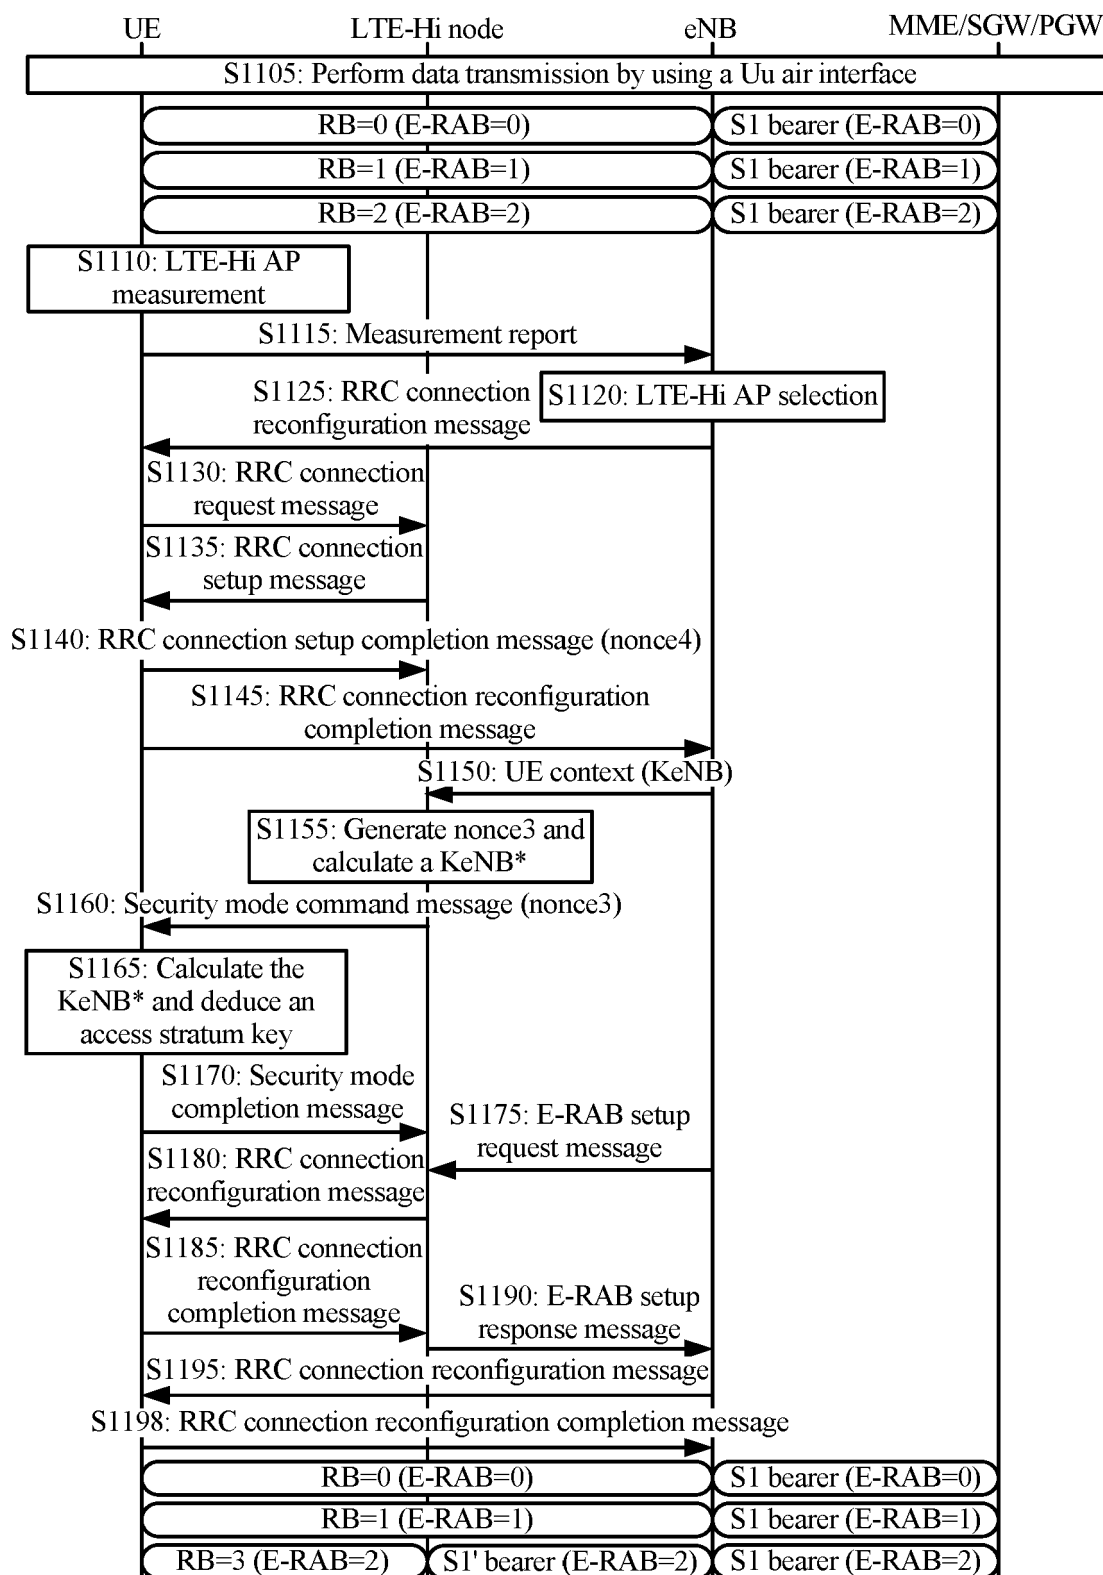 UE
LTE-Hi node
eNB
MME/SGW/PGW
S1105: Perform data transmission by using a Uu air interface
RB=0 (E-RAB=0)
S1 bearer (E-RAB=0)
RB=1 (E-RAB=1)
S1 bearer (E-RAB=1)
RB=2 (E-RAB=2)
S1 bearer (E-RAB=2)
S1110: LTE-Hi AP
measurement
S1115: Measurement report
S1120: LTE-Hi AP selection
S1125: RRC connection
reconfiguration message
S1130: RRC connection
request message
S1135: RRC connection
setup message
S1140: RRC connection setup completion message (nonce4)
S1145: RRC connection reconfiguration
completion message
S1150: UE context (KeNB)
S1155: Generate nonce3 and
calculate a KeNB*
S1160: Security mode command message (nonce3)
S1165: Calculate the
KeNB* and deduce an
access stratum key
S1170: Security mode
completion message
S1175: E-RAB setup
request message
S1180: RRC connection
reconfiguration message
S1185: RRC connection
reconfiguration
completion message
S1190: E-RAB setup
response message
S1195: RRC connection reconfiguration message
S1198: RRC connection reconfiguration completion message
RB=0 (E-RAB=0)
S1 bearer (E-RAB=0)
RB=1 (E-RAB=1)
S1 bearer (E-RAB=1)
RB=3 (E-RAB=2)
S1' bearer (E-RAB=2)
S1 bearer (E-RAB=2)